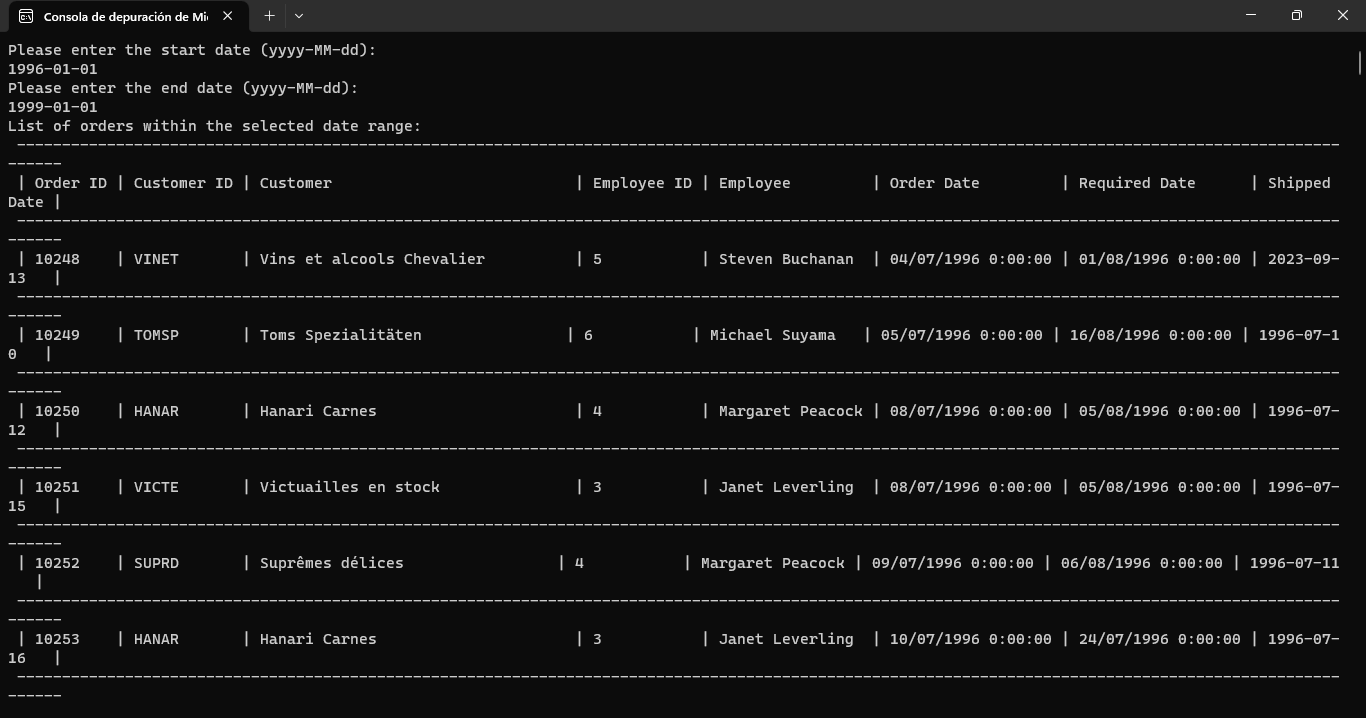 Consola de depuración de Mi
Please enter the start date (yyyy-MM-dd):
1996-01-01
Please enter the end date (yyyy-MM-dd):
1999-01-01
List of orders within the selected date range:
---------------------------------------------------------------------------------------------------------------------------------------------------
------
| Order ID | Customer ID | Customer                           | Employee ID | Employee         | Order Date         | Required Date      | Shipped
Date |
---------------------------------------------------------------------------------------------------------------------------------------------------
------
| 10248    | VINET       | Vins et alcools Chevalier          | 5           | Steven Buchanan  | 04/07/1996 0:00:00 | 01/08/1996 0:00:00 | 2023-09-
13   |
---------------------------------------------------------------------------------------------------------------------------------------------------
------
| 10249    | TOMSP       | Toms Spezialitäten                | 6           | Michael Suyama   | 05/07/1996 0:00:00 | 16/08/1996 0:00:00 | 1996-07-1
0   |
---------------------------------------------------------------------------------------------------------------------------------------------------
------
| 10250    | HANAR       | Hanari Carnes                      | 4           | Margaret Peacock | 08/07/1996 0:00:00 | 05/08/1996 0:00:00 | 1996-07-
12   |
---------------------------------------------------------------------------------------------------------------------------------------------------
------
| 10251    | VICTE       | Victuailles en stock               | 3           | Janet Leverling  | 08/07/1996 0:00:00 | 05/08/1996 0:00:00 | 1996-07-
15   |
---------------------------------------------------------------------------------------------------------------------------------------------------
------
| 10252    | SUPRD       | Suprêmes délices                 | 4           | Margaret Peacock | 09/07/1996 0:00:00 | 06/08/1996 0:00:00 | 1996-07-11
|
---------------------------------------------------------------------------------------------------------------------------------------------------
------
| 10253    | HANAR       | Hanari Carnes                      | 3           | Janet Leverling  | 10/07/1996 0:00:00 | 24/07/1996 0:00:00 | 1996-07-
16   |
---------------------------------------------------------------------------------------------------------------------------------------------------
------